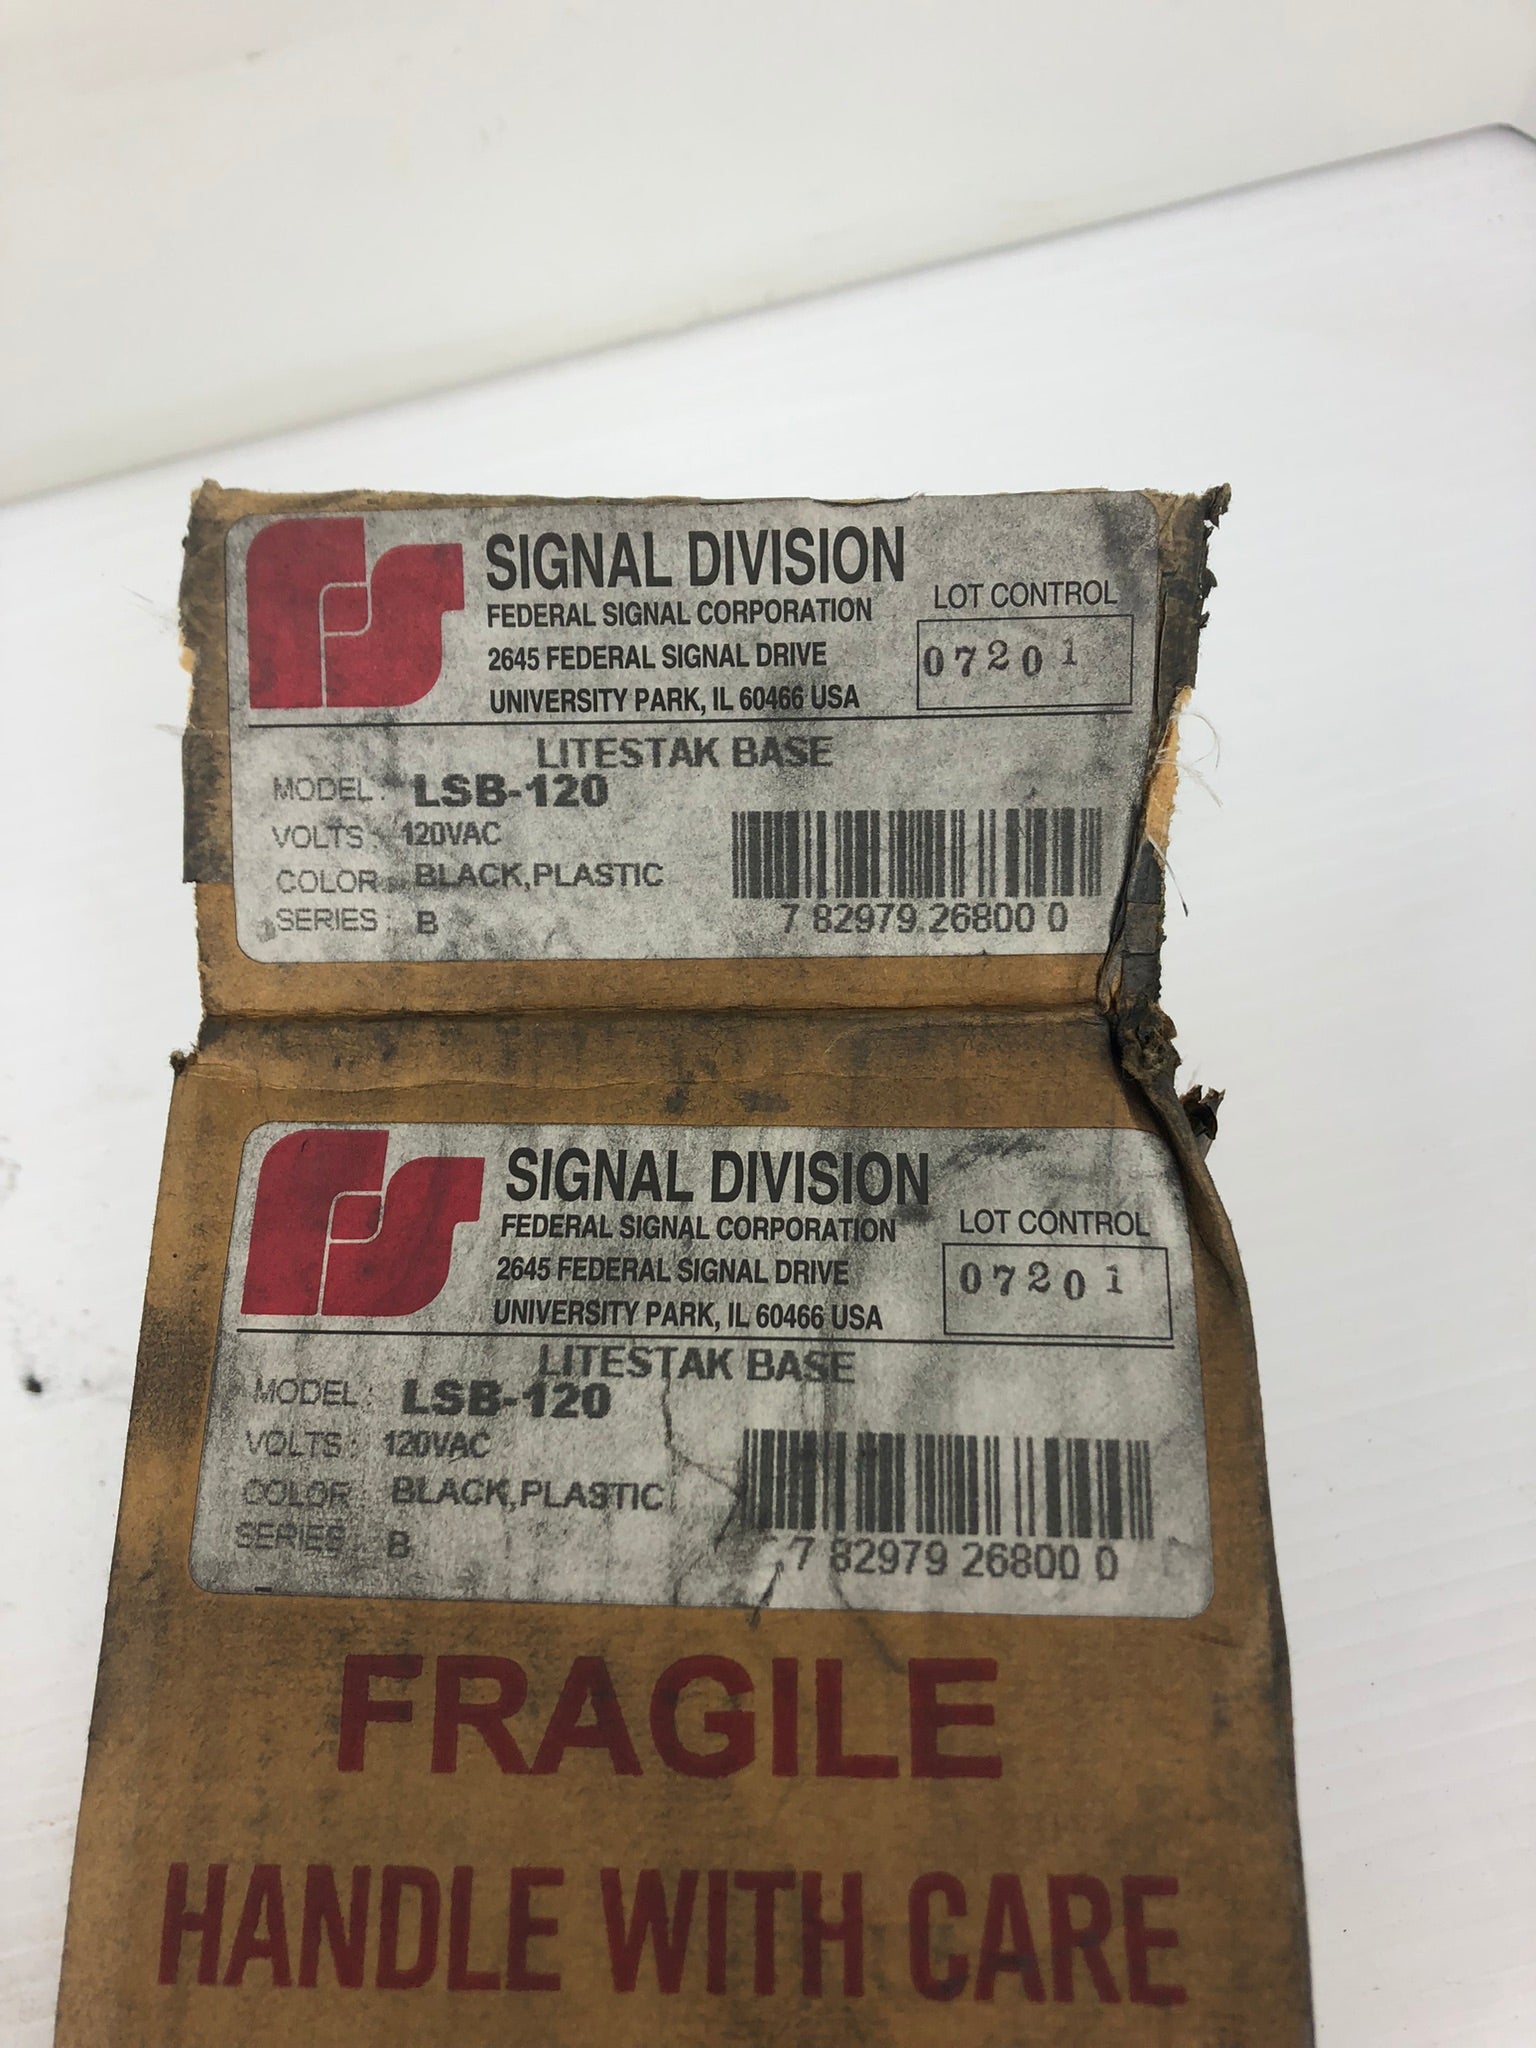 SIGNAL DIVISION
FEDERAL SIGNAL CORPORATION
2645 FEDERAL SIGNAL DRIVE
UNIVERSITY PARK, IL 60466 USA
LOT CONTROL
07201
LITESTAK BASE
MODEL: LSB-120
VOLTS: 120VAC
COLOR: BLACK,PLASTIC
SERIES: B
7 82979 26800 0
SIGNAL DIVISION
FEDERAL SIGNAL CORPORATION
2645 FEDERAL SIGNAL DRIVE
UNIVERSITY PARK, IL 60466 USA
LOT CONTROL
07201
LITESTAK BASE
MODEL: LSB-120
VOLTS: 120VAC
COLOR: BLACK,PLASTIC
SERIES: B
7 82979 26800 0
FRAGILE
HANDLE WITH CARE